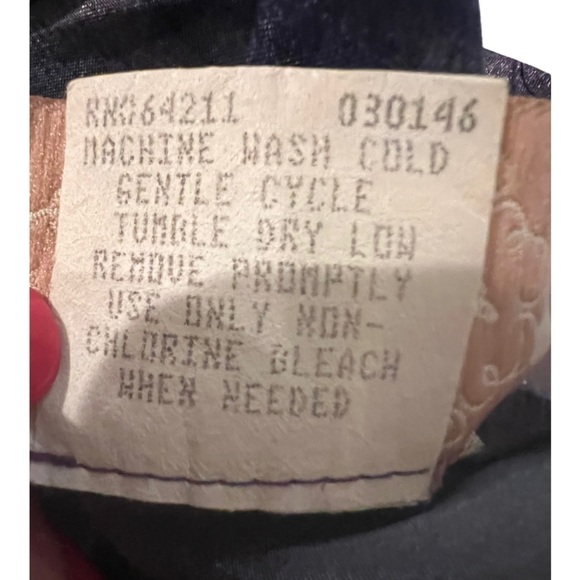 RN064211 030146
MACHINE WASH COLD
GENTLE CYCLE
TUMBLE DRY LOW
REMOVE PROMPTLY
USE ONLY NON-
CHLORINE BLEACH
WHEN NEEDED